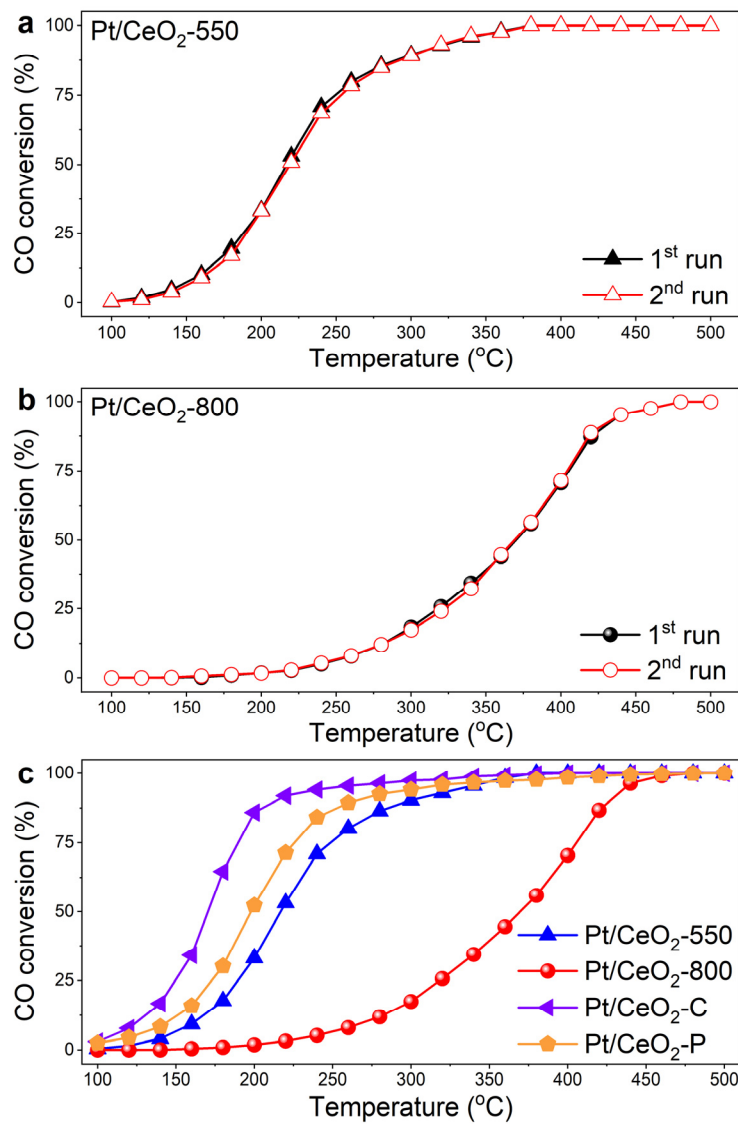 a
Pt/CeO₂-550
CO conversion (%)
100
75
50
25
0
1ˢᵗ run
2ⁿᵈ run
100 150 200 250 300 350 400 450 500
Temperature (°C)
b
Pt/CeO₂-800
CO conversion (%)
100
75
50
25
0
1ˢᵗ run
2ⁿᵈ run
100 150 200 250 300 350 400 450 500
Temperature (°C)
c
CO conversion (%)
100
75
50
25
0
Pt/CeO₂-550
Pt/CeO₂-800
Pt/CeO₂-C
Pt/CeO₂-P
100 150 200 250 300 350 400 450 500
Temperature (°C)